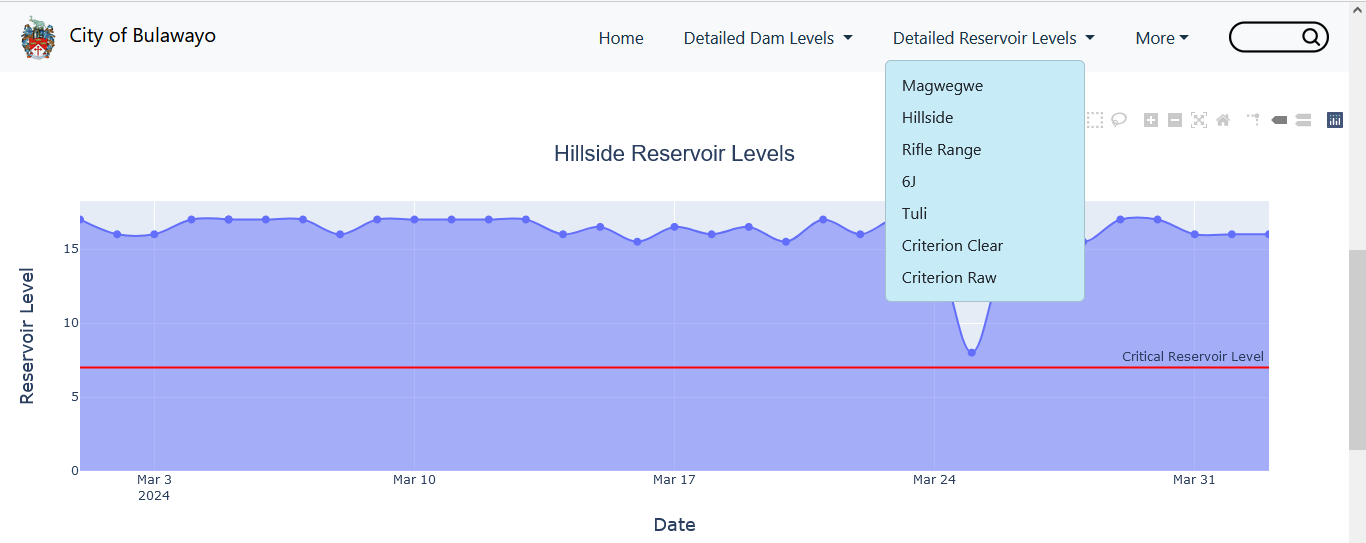 City of Bulawayo
Home
Detailed Dam Levels
Detailed Reservoir Levels
More
Magwegwe
Hillside
Rifle Range
6J
Tuli
Criterion Clear
Criterion Raw
Hillside Reservoir Levels
Reservoir Level
15
10
5
0
Critical Reservoir Level
Mar 3
2024
Mar 10
Mar 17
Mar 24
Mar 31
Date